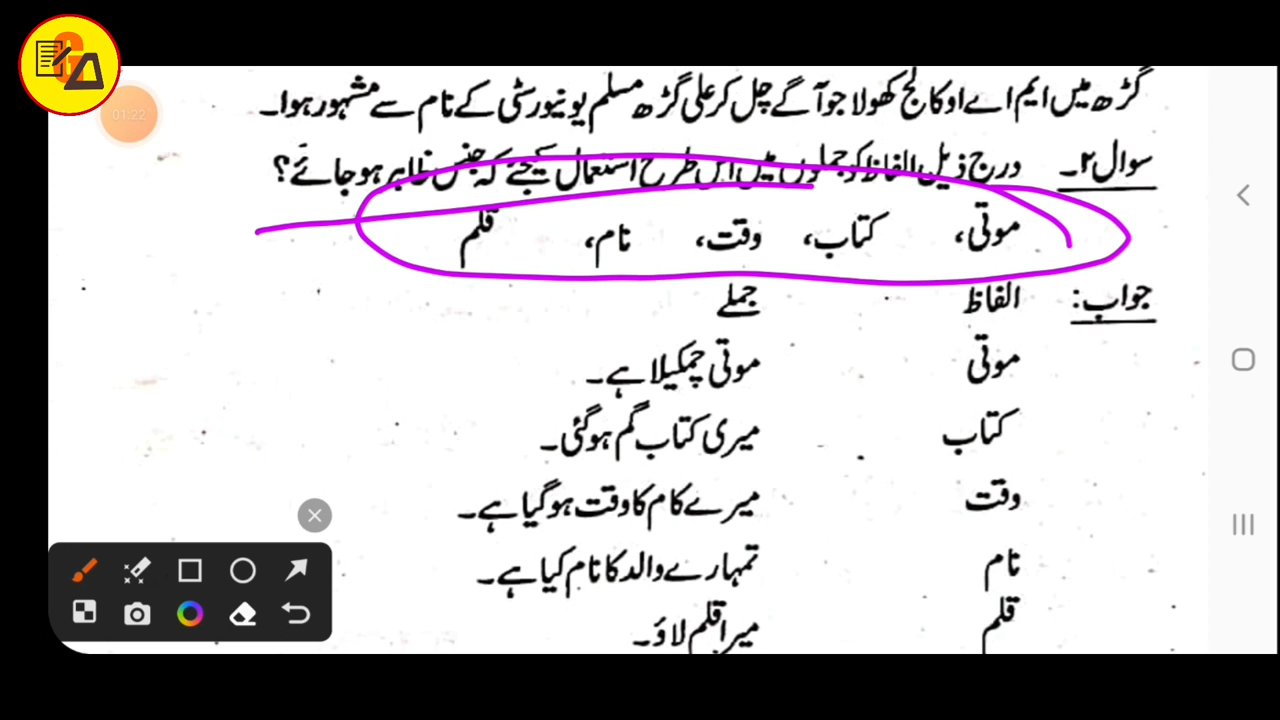 01:22
گڑھ میں ایم اے او کالج کھولا جو آگے چل کر علی گڑھ مسلم یونیورسٹی کے نام سے مشہور ہوا۔
سوال ۲۔ درج ذیل الفاظ کو جملوں میں اس طرح استعمال کیجئے کہ جنس ظاہر ہو جائے؟
موتی، کتاب، وقت، نام، قلم
جواب: الفاظ جملے
موتی موتی چمکیلا ہے۔
کتاب میری کتاب گم ہو گئی۔
وقت میرے کام کا وقت ہو گیا ہے۔
نام تمہارے والد کا نام کیا ہے۔
قلم میرا قلم لاؤ۔